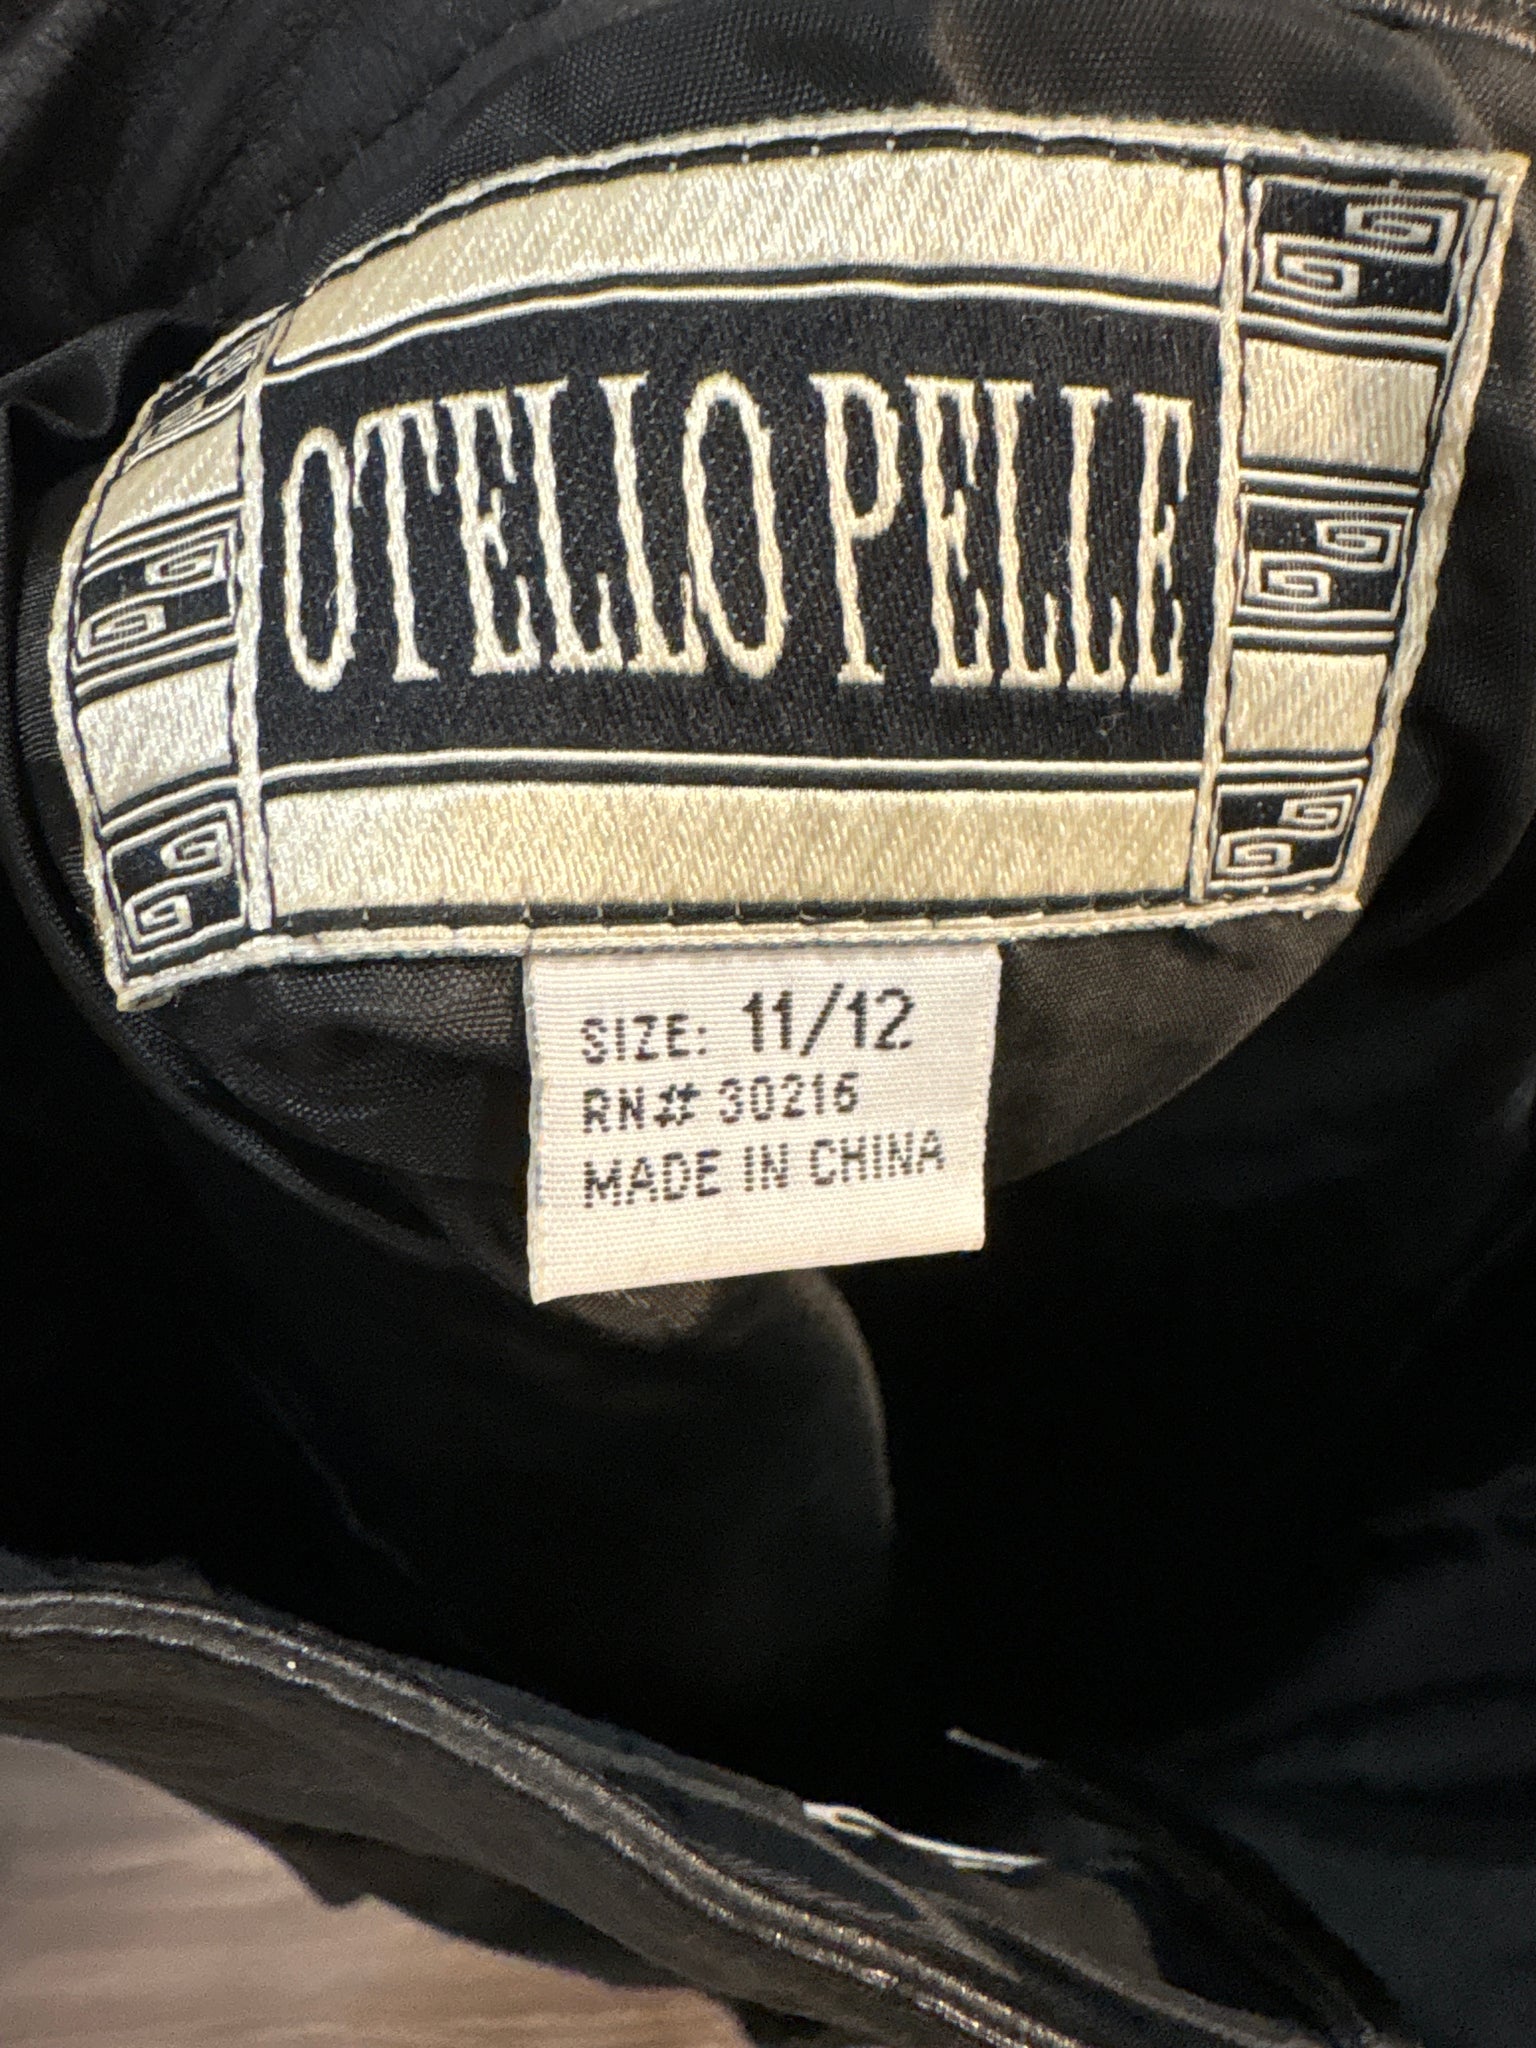 OTELLO PELLE
SIZE: 11/12
RN# 30216
MADE IN CHINA